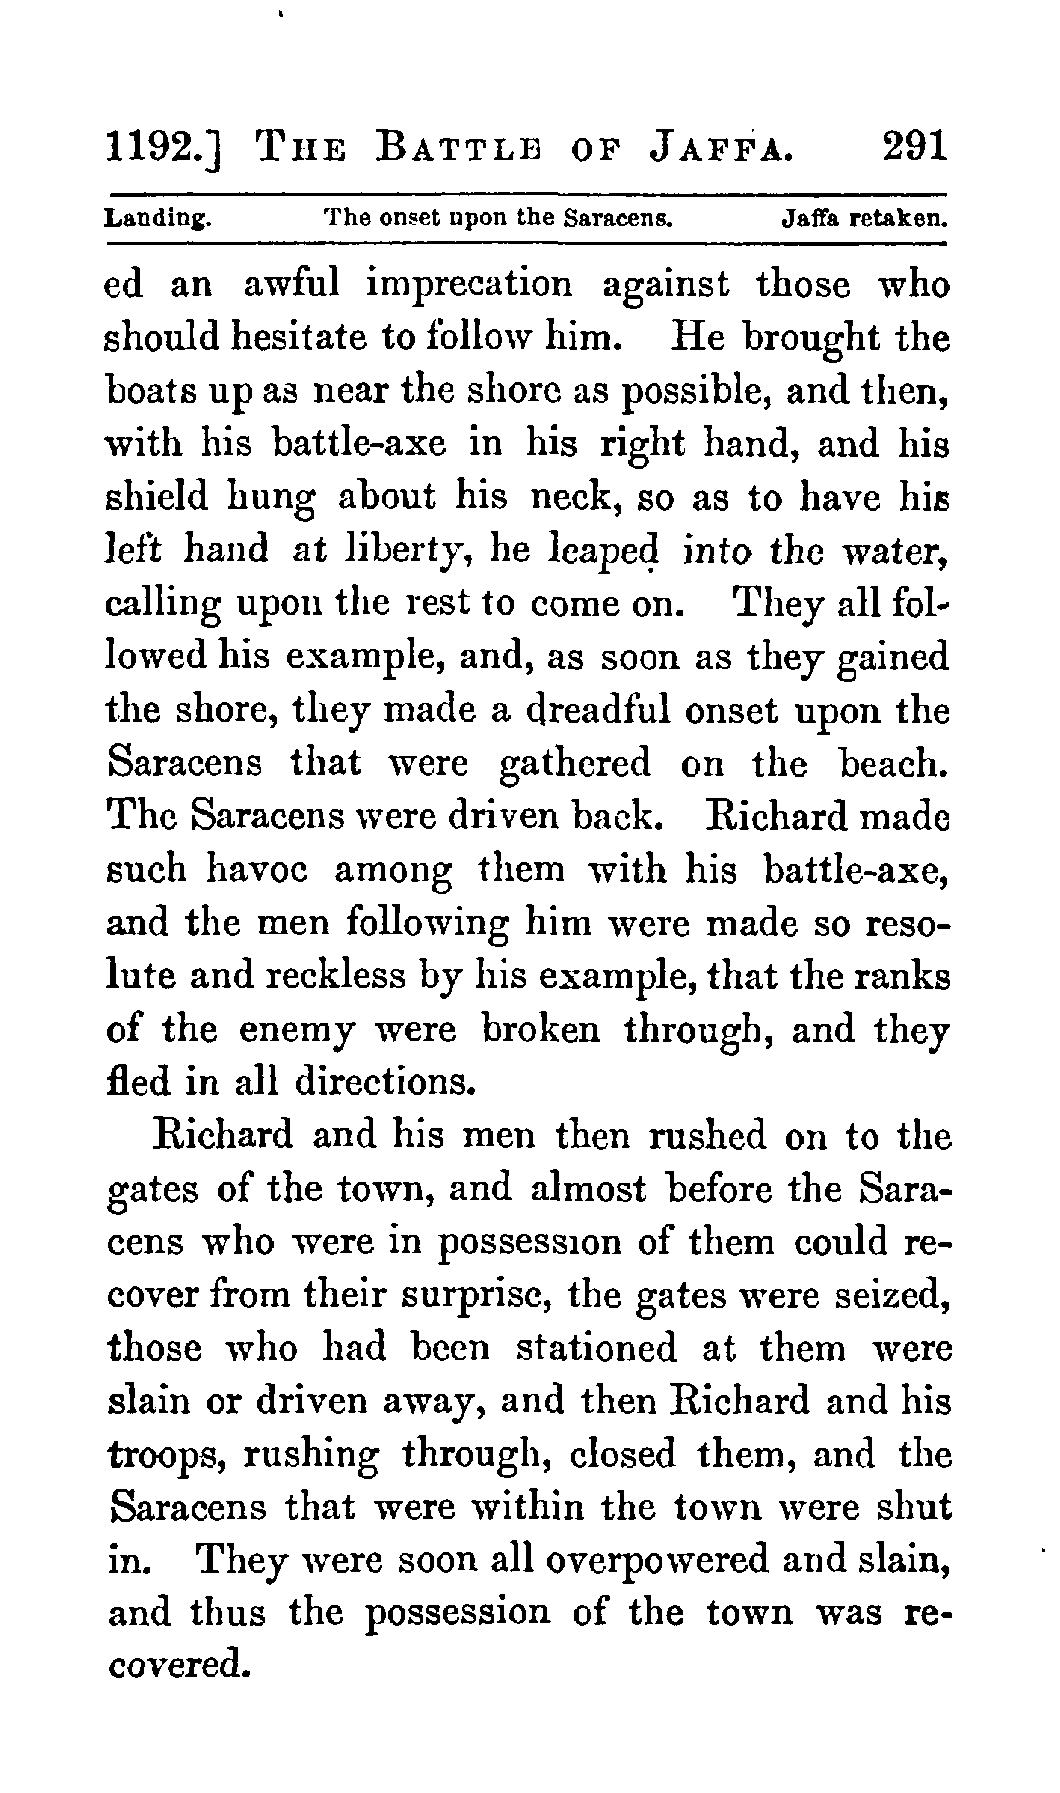 1192.] THE BATTLE OF JAFFA. 291
Landing. The onset upon the Saracens. Jaffa retaken.
ed an awful imprecation against those who
should hesitate to follow him. He brought the
boats up as near the shore as possible, and then,
with his battle-axe in his right hand, and his
shield hung about his neck, so as to have his
left hand at liberty, he leaped into the water,
calling upon the rest to come on. They all fol-
lowed his example, and, as soon as they gained
the shore, they made a dreadful onset upon the
Saracens that were gathered on the beach.
The Saracens were driven back. Richard made
such havoc among them with his battle-axe,
and the men following him were made so reso-
lute and reckless by his example, that the ranks
of the enemy were broken through, and they
fled in all directions.
Richard and his men then rushed on to the
gates of the town, and almost before the Sara-
cens who were in possession of them could re-
cover from their surprise, the gates were seized,
those who had been stationed at them were
slain or driven away, and then Richard and his
troops, rushing through, closed them, and the
Saracens that were within the town were shut
in. They were soon all overpowered and slain,
and thus the possession of the town was re-
covered.